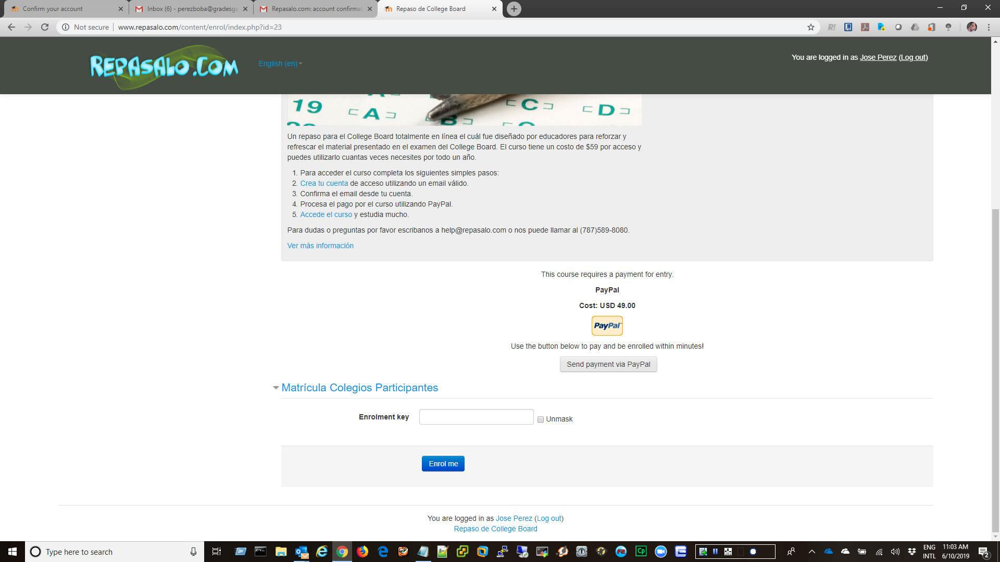 Confirm your account
Inbox (6) - perezboba@gradesga
Repasalo.com: account confirmat
Repaso de College Board
Not secure
www.repasalo.com/content/enrol/index.php?id=23
REPASALO.COM
English (en)
You are logged in as Jose Perez (Log out)
19 A C D
B
Un repaso para el College Board totalmente en línea el cuál fue diseñado por educadores para reforzar y
refrescar el material presentado en el examen del College Board. El curso tiene un costo de $59 por acceso y
puedes utilizarlo cuantas veces necesites por todo un año.
1. Para acceder el curso completa los siguientes simples pasos:
2. Crea tu cuenta de acceso utilizando un email válido.
3. Confirma el email desde tu cuenta.
4. Procesa el pago por el curso utilizando PayPal.
5. Accede el curso y estudia mucho.
Para dudas o preguntas por favor escribanos a help@repasalo.com o nos puede llamar al (787)589-8080.
Ver más información
This course requires a payment for entry.
PayPal
Cost: USD 49.00
PayPal
Use the button below to pay and be enrolled within minutes!
Send payment via PayPal
Matrícula Colegios Participantes
Enrolment key
Unmask
Enrol me
You are logged in as Jose Perez (Log out)
Repaso de College Board
Type here to search
ENG
INTL
11:03 AM
6/10/2019
2